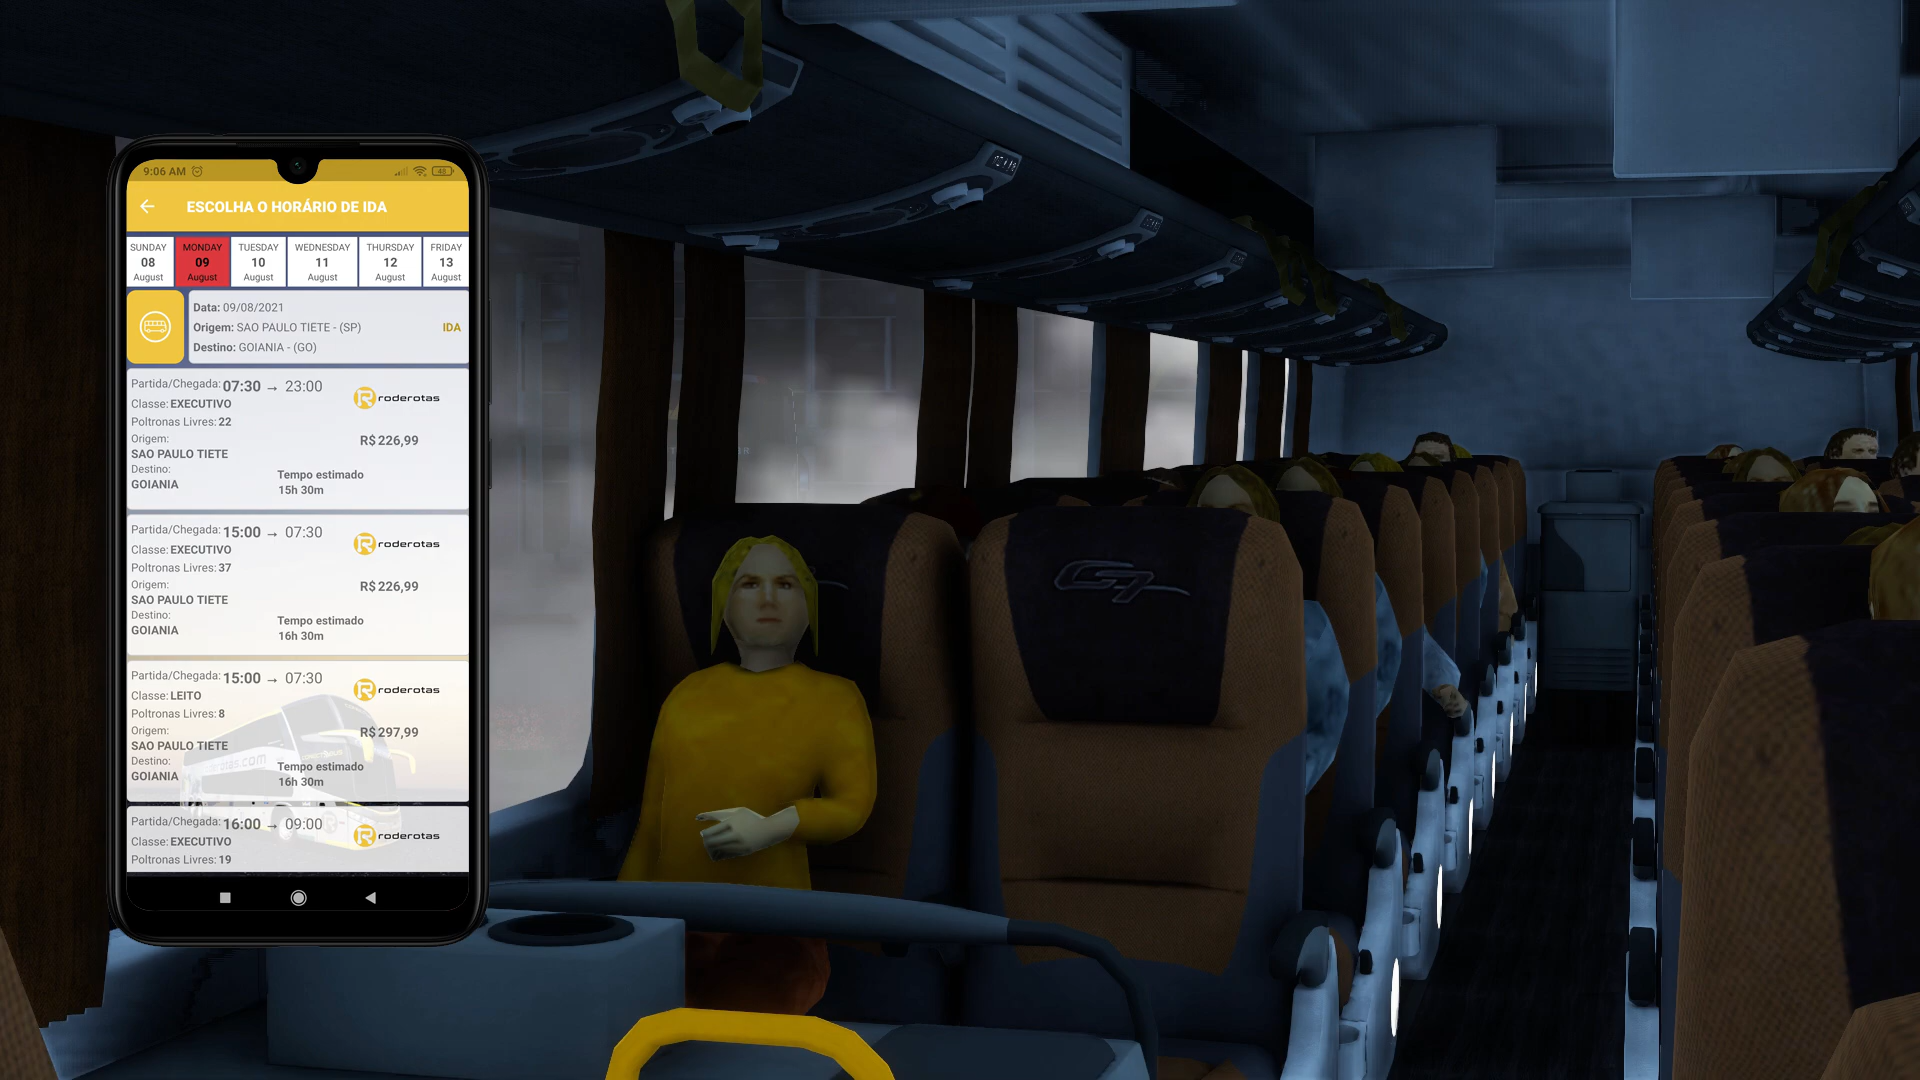 9:06 AM
48
ESCOLHA O HORÁRIO DE IDA
SUNDAY MONDAY TUESDAY WEDNESDAY THURSDAY FRIDAY
08 09 10 11 12 13
August August August August August August
Data: 09/08/2021
Origem: SAO PAULO TIETE - (SP) IDA
Destino: GOIANIA - (GO)
Partida/Chegada: 07:30 → 23:00
roderotas
Classe: EXECUTIVO
Poltronas Livres: 22
Origem: R$ 226,99
SAO PAULO TIETE
Destino: Tempo estimado
GOIANIA 15h 30m
Partida/Chegada: 15:00 → 07:30
roderotas
Classe: EXECUTIVO
Poltronas Livres: 37
Origem: R$ 226,99
SAO PAULO TIETE
Destino: Tempo estimado
GOIANIA 16h 30m
Partida/Chegada: 15:00 → 07:30
roderotas
Classe: LEITO
Poltronas Livres: 8
Origem: R$ 297,99
SAO PAULO TIETE
Destino: Tempo estimado
GOIANIA 16h 30m
Partida/Chegada: 16:00 → 09:00
roderotas
Classe: EXECUTIVO
Poltronas Livres: 19
G7